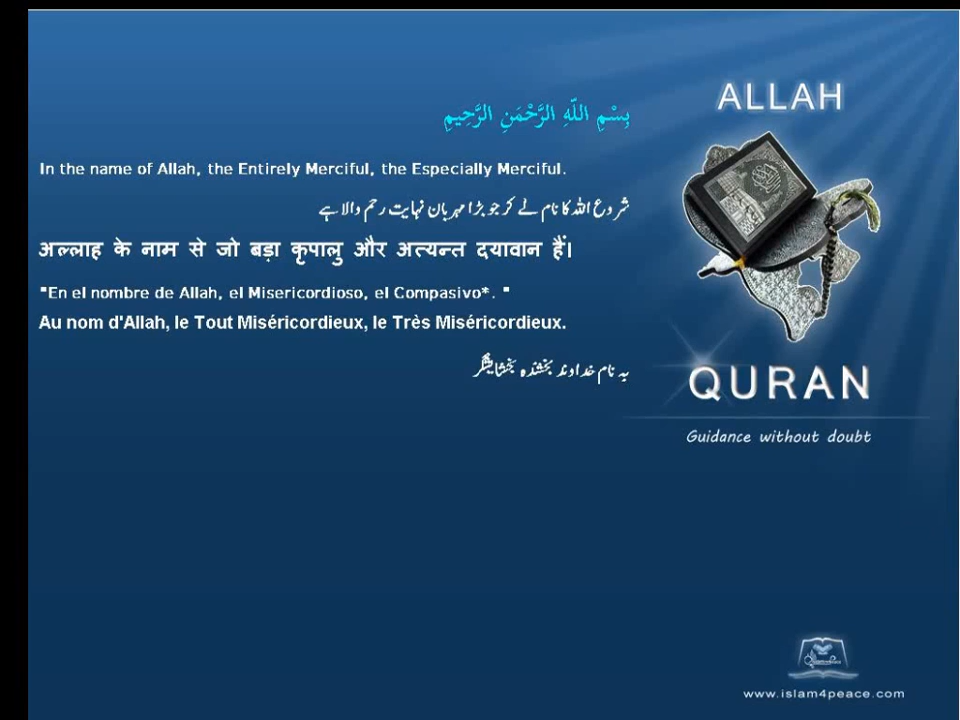 بِسْمِ اللَّهِ الرَّحْمَنِ الرَّحِيمِ
In the name of Allah, the Entirely Merciful, the Especially Merciful.
شروع اللہ کا نام لے کر جو بڑا مہربان نہایت رحم والا ہے
अल्लाह के नाम से जो बड़ा कृपालु और अत्यन्त दयावान हैं।
"En el nombre de Allah, el Misericordioso, el Compasivo*. "
Au nom d'Allah, le Tout Miséricordieux, le Très Miséricordieux.
به نام خداوند بخشنده بخشایشگر
ALLAH
QURAN
Guidance without doubt
www.islam4peace.com